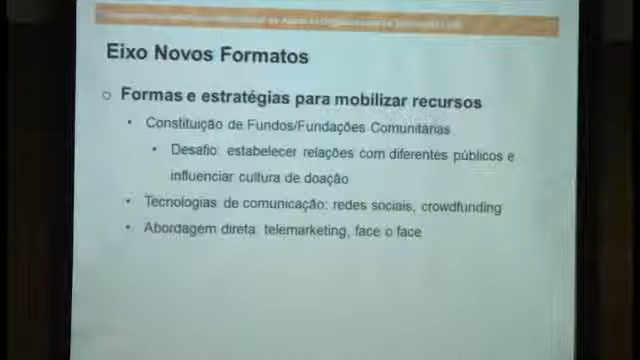 Eixo Novos Formatos
○ Formas e estratégias para mobilizar recursos
• Constituição de Fundos/Fundações Comunitárias
• Desafio: estabelecer relações com diferentes públicos e
influenciar cultura de doação
• Tecnologias de comunicação: redes sociais, crowdfunding
• Abordagem direta: telemarketing, face o face